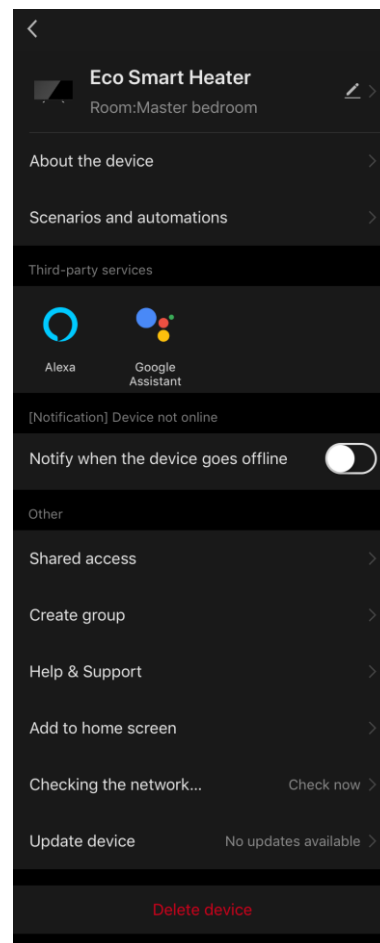 Eco Smart Heater
Room:Master bedroom
About the device
Scenarios and automations
Third-party services
Alexa
Google
Assistant
[Notification] Device not online
Notify when the device goes offline
Other
Shared access
Create group
Help & Support
Add to home screen
Checking the network... Check now
Update device No updates available
Delete device